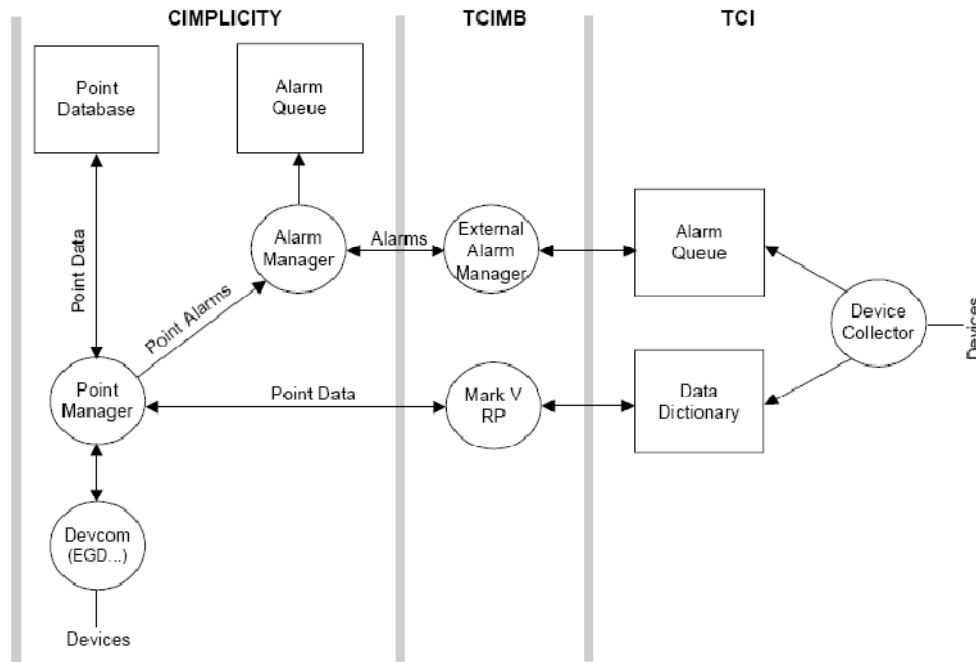 CIMPLICITY
TCIMB
TCI
Point
Database
Alarm
Queue
Point Data
Alarm
Manager
Alarms
External
Alarm
Manager
Alarm
Queue
Point Alarms
Device
Collector
Devices
Point
Manager
Point Data
Mark V
RP
Data
Dictionary
Devcom
(EGD...)
Devices